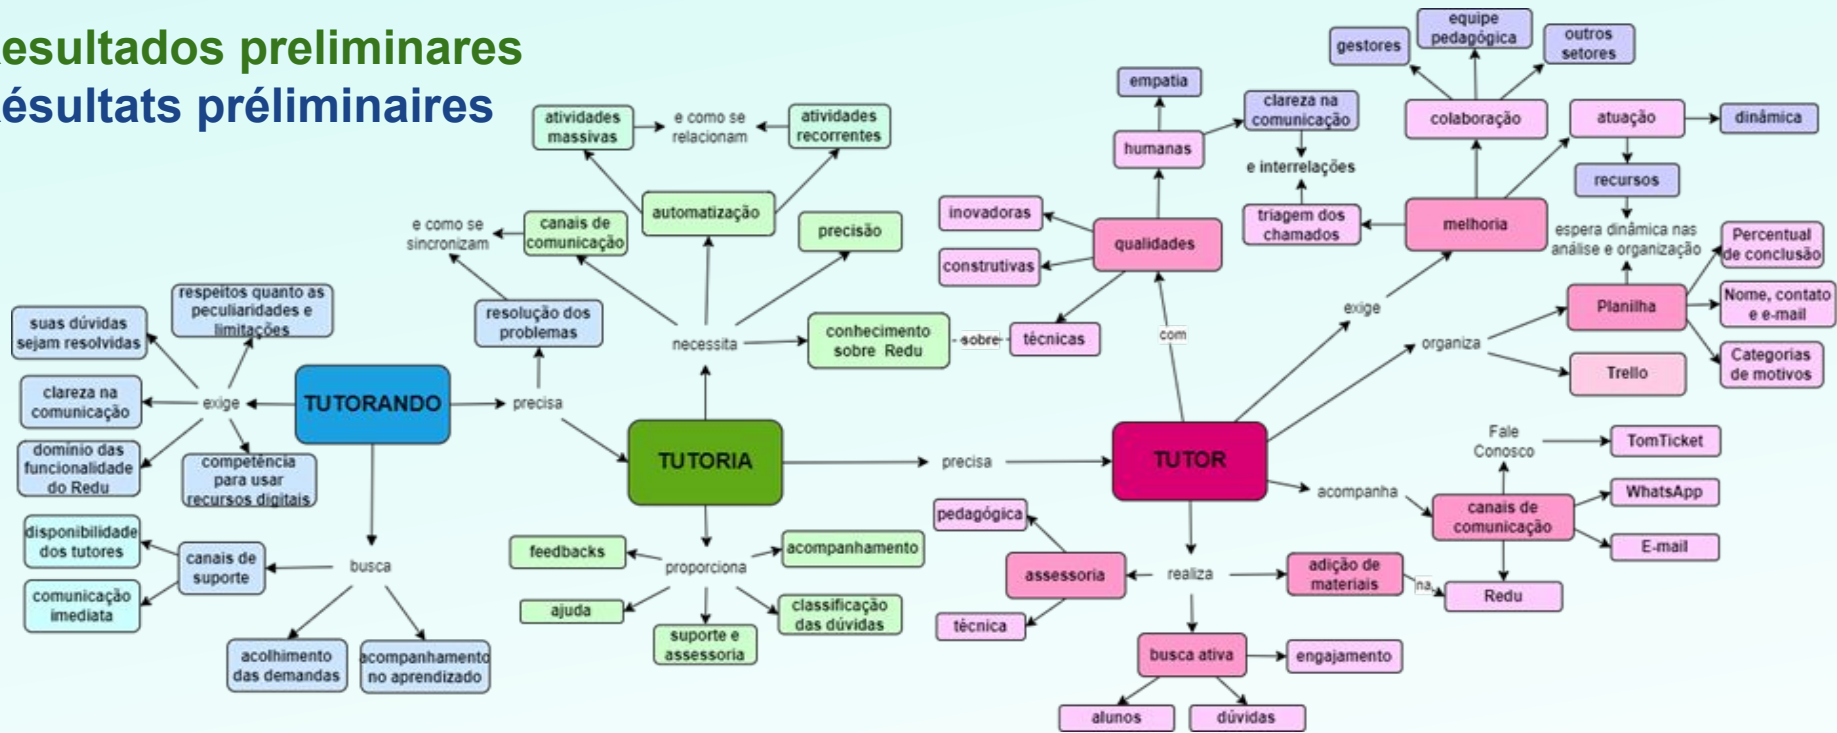 esultados preliminares
ésultats préliminaires
atividades
massivas
e como se
relacionam
atividades
recorrentes
automatização
canais de
comunicação
e como se
sincronizam
precisão
resolução dos
problemas
necessita
conhecimento
sobre Redu
sobre
técnicas
respeitos quanto as
peculiaridades e
limitações
suas dúvidas
sejam resolvidas
clareza na
comunicação
exige
TUTORANDO
precisa
domínio das
funcionalidade
do Redu
competência
para usar
recursos digitais
disponibilidade
dos tutores
canais de
suporte
busca
comunicação
imediata
acolhimento
das demandas
acompanhamento
no aprendizado
TUTORIA
precisa
feedbacks
proporciona
acompanhamento
ajuda
suporte e
assessoria
classificação
das dúvidas
TUTOR
com
qualidades
inovadoras
construtivas
humanas
empatia
clareza na
comunicação
e interrelações
triagem dos
chamados
exige
melhoria
colaboração
gestores
equipe
pedagógica
outros
setores
atuação
dinâmica
recursos
espera dinâmica nas
análise e organização
organiza
Planilha
Percentual
de conclusão
Nome, contato
e e-mail
Categorias
de motivos
Trello
acompanha
canais de
comunicação
Fale
Conosco
TomTicket
WhatsApp
E-mail
Redu
realiza
assessoria
pedagógica
técnica
adição de
materiais
na
busca ativa
engajamento
alunos
dúvidas